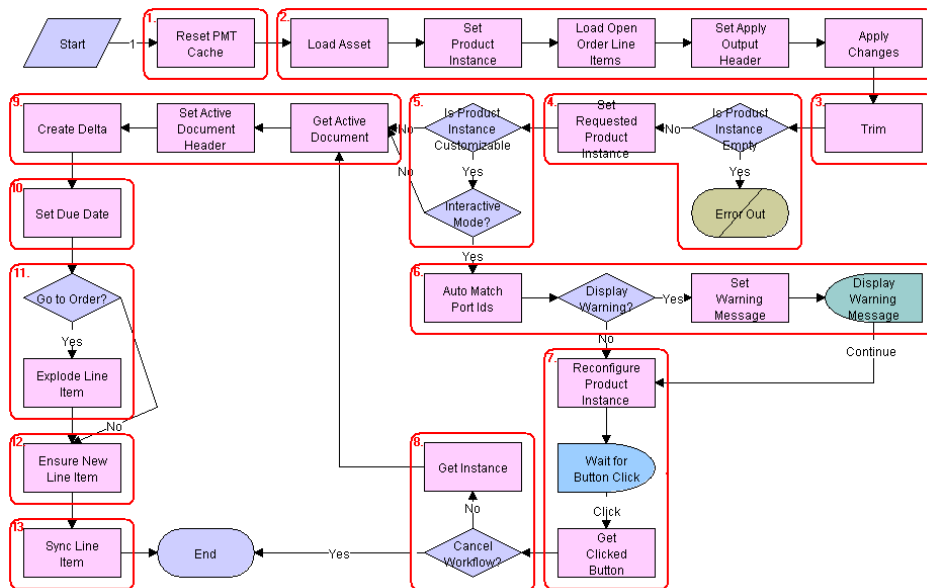 1.
2.
Start
1
Reset PMT
Cache
Load Asset
Set
Product
Instance
Load Open
Order Line
Items
Set Apply
Output
Header
Apply
Changes
9.
5.
4.
3.
Create Delta
Set Active
Document
Header
Get Active
Document
No
Is Product
Instance
Customizable
Set
Requested
Product
Instance
No
Is Product
Instance
Empty
Trim
Yes
No
Yes
10
Set Due Date
Interactive
Mode?
Error Out
Yes
11.
6.
Go to Order?
Auto Match
Port Ids
Display
Warning?
Yes
Set
Warning
Message
Display
Warning
Message
Yes
No
Continue
7.
Explode Line
Item
Reconfigure
Product
Instance
No
12
8.
Ensure New
Line Item
Get Instance
Wait for
Button Click
No
Click
13
Sync Line
Item
End
Yes
Cancel
Workflow?
Get
Clicked
Button